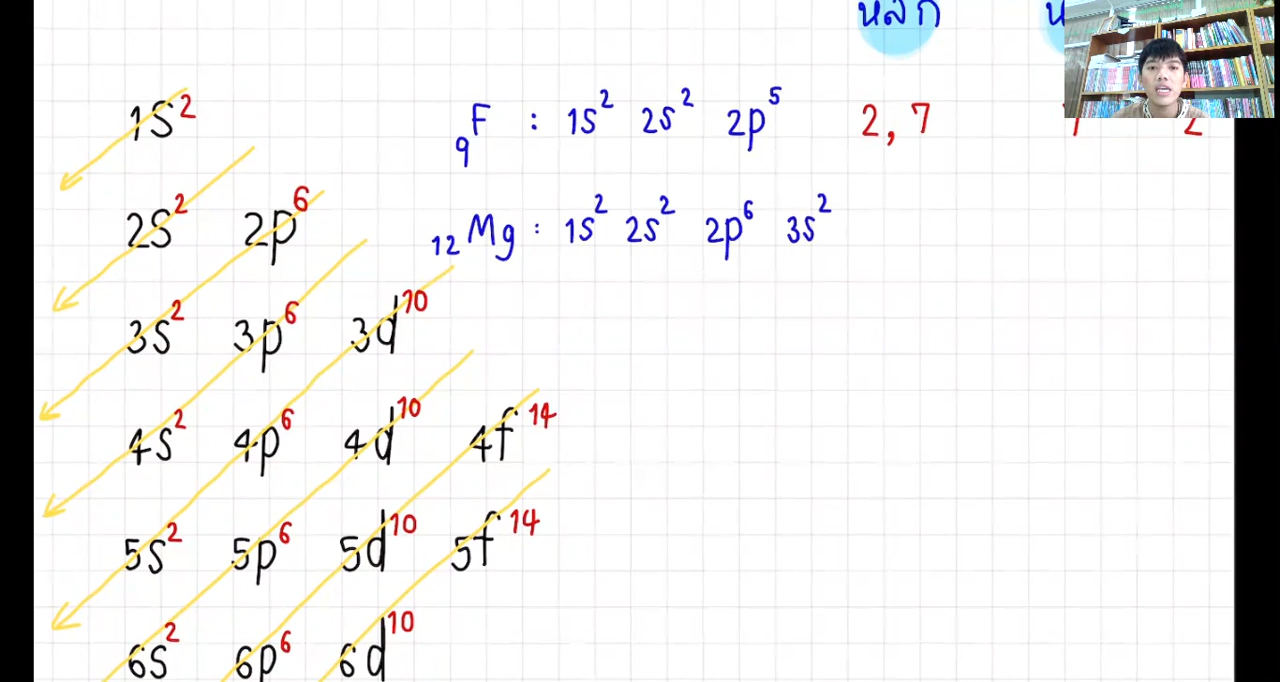 หลัก
1s² ₉F : 1s² 2s² 2p⁵ 2, 7 2
2s² 2p⁶ ₁₂Mg : 1s² 2s² 2p⁶ 3s²
3s² 3p⁶ 3d¹⁰
4s² 4p⁶ 4d¹⁰ 4f¹⁴
5s² 5p⁶ 5d¹⁰ 5f¹⁴
6s² 6p⁶ 6d¹⁰